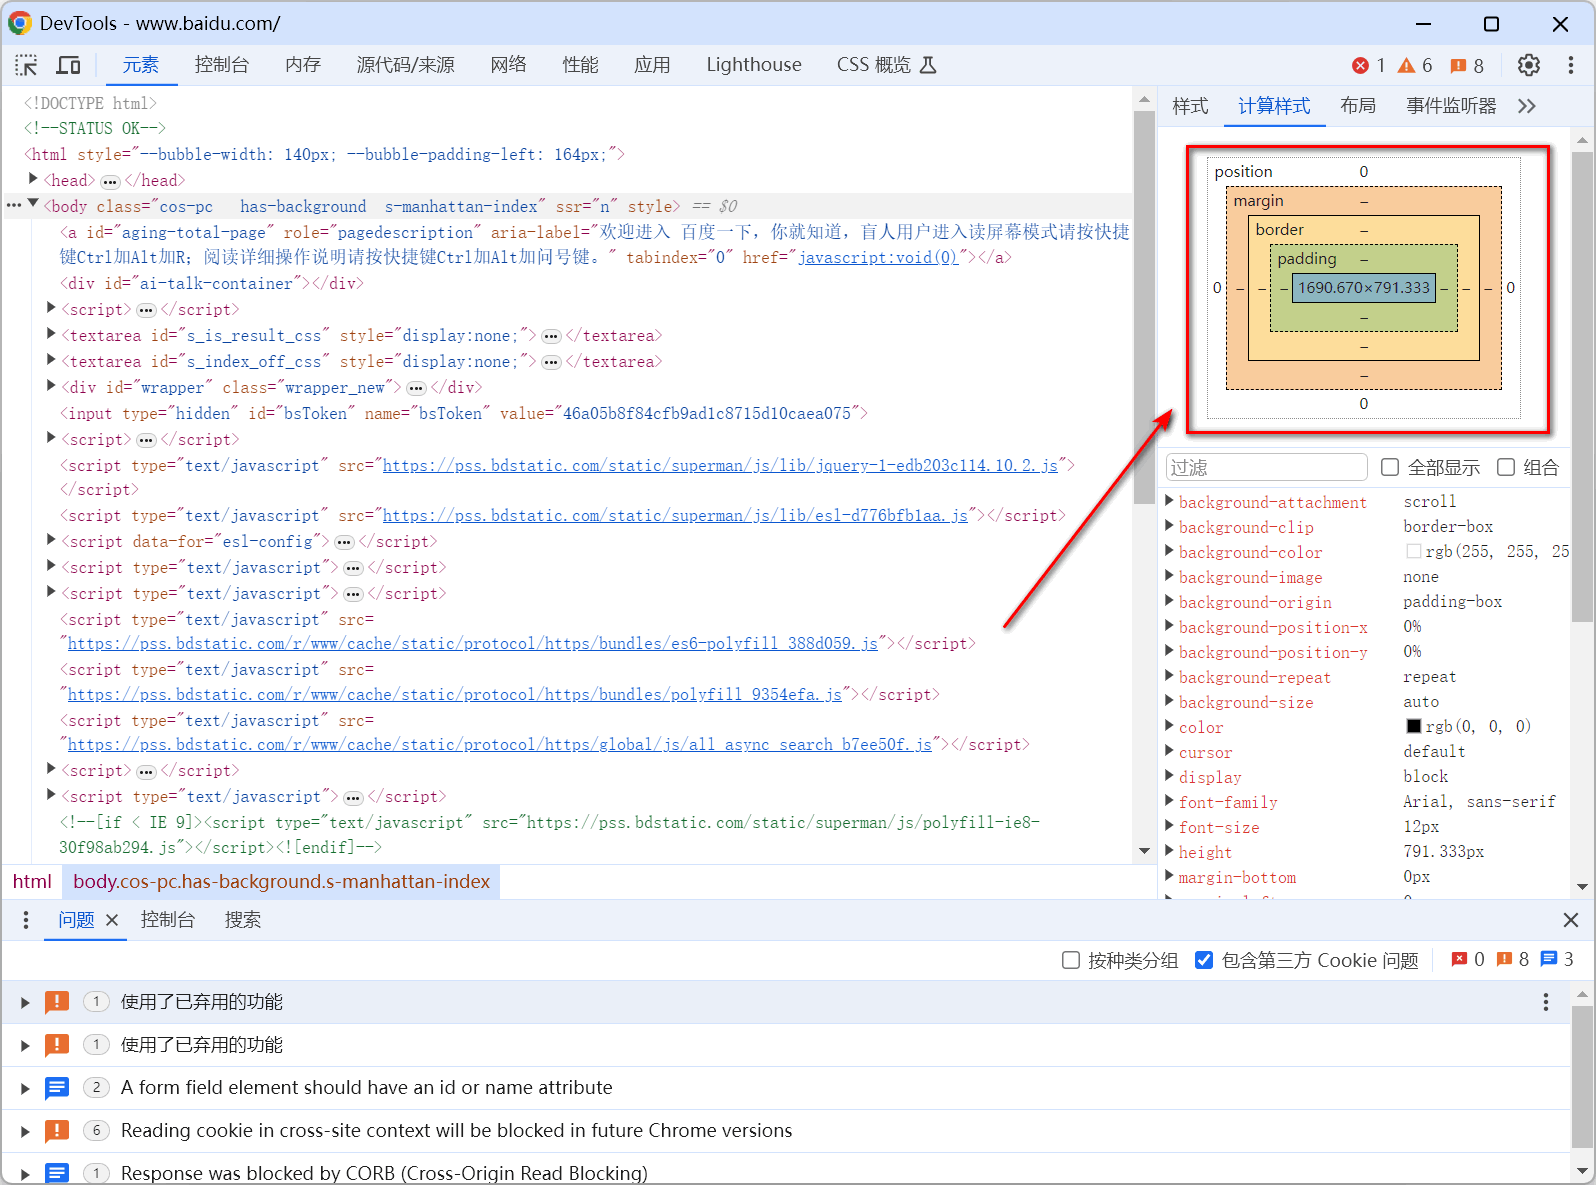 DevTools - www.baidu.com/
元素 控制台 内存 源代码/来源 网络 性能 应用 Lighthouse CSS 概览 1 6 8
<!DOCTYPE html>
<!--STATUS OK-->
<html style="--bubble-width: 140px; --bubble-padding-left: 164px;">
<head> … </head>
<body class="cos-pc   has-background  s-manhattan-index" ssr="n" style> == $0
<a id="aging-total-page" role="pagedescription" aria-label="欢迎进入 百度一下，你就知道，盲人用户进入读屏幕模式请按快捷
键Ctrl加Alt加R；阅读详细操作说明请按快捷键Ctrl加Alt加问号键。" tabindex="0" href="javascript:void(0)"></a>
<div id="ai-talk-container"></div>
<script> … </script>
<textarea id="s_is_result_css" style="display:none;"> … </textarea>
<textarea id="s_index_off_css" style="display:none;"> … </textarea>
<div id="wrapper" class="wrapper_new"> … </div>
<input type="hidden" id="bsToken" name="bsToken" value="46a05b8f84cfb9ad1c8715d10caea075">
<script> … </script>
<script type="text/javascript" src="https://pss.bdstatic.com/static/superman/js/lib/jquery-1-edb203c114.10.2.js">
</script>
<script type="text/javascript" src="https://pss.bdstatic.com/static/superman/js/lib/esl-d776bfb1aa.js"></script>
<script data-for="esl-config"> … </script>
<script type="text/javascript"> … </script>
<script type="text/javascript"> … </script>
<script type="text/javascript" src=
"https://pss.bdstatic.com/r/www/cache/static/protocol/https/bundles/es6-polyfill_388d059.js"></script>
<script type="text/javascript" src=
"https://pss.bdstatic.com/r/www/cache/static/protocol/https/bundles/polyfill_9354efa.js"></script>
<script type="text/javascript" src=
"https://pss.bdstatic.com/r/www/cache/static/protocol/https/global/js/all_async_search_b7ee50f.js"></script>
<script> … </script>
<script type="text/javascript"> … </script>
<!--[if < IE 9]><script type="text/javascript" src="https://pss.bdstatic.com/static/superman/js/polyfill-ie8-
30f98ab294.js"></script><![endif]-->
html body.cos-pc.has-background.s-manhattan-index
样式 计算样式 布局 事件监听器
position 0
margin –
border –
padding –
0 – – – 1690.670×791.333 – – – 0
–
–
–
0
过滤 全部显示 组合
background-attachment scroll
background-clip border-box
background-color rgb(255, 255, 25
background-image none
background-origin padding-box
background-position-x 0%
background-position-y 0%
background-repeat repeat
background-size auto
color rgb(0, 0, 0)
cursor default
display block
font-family Arial, sans-serif
font-size 12px
height 791.333px
margin-bottom 0px
问题 控制台 搜索
按种类分组 包含第三方 Cookie 问题 0 8 3
1 使用了已弃用的功能
1 使用了已弃用的功能
2 A form field element should have an id or name attribute
6 Reading cookie in cross-site context will be blocked in future Chrome versions
1 Response was blocked by CORB (Cross-Origin Read Blocking)